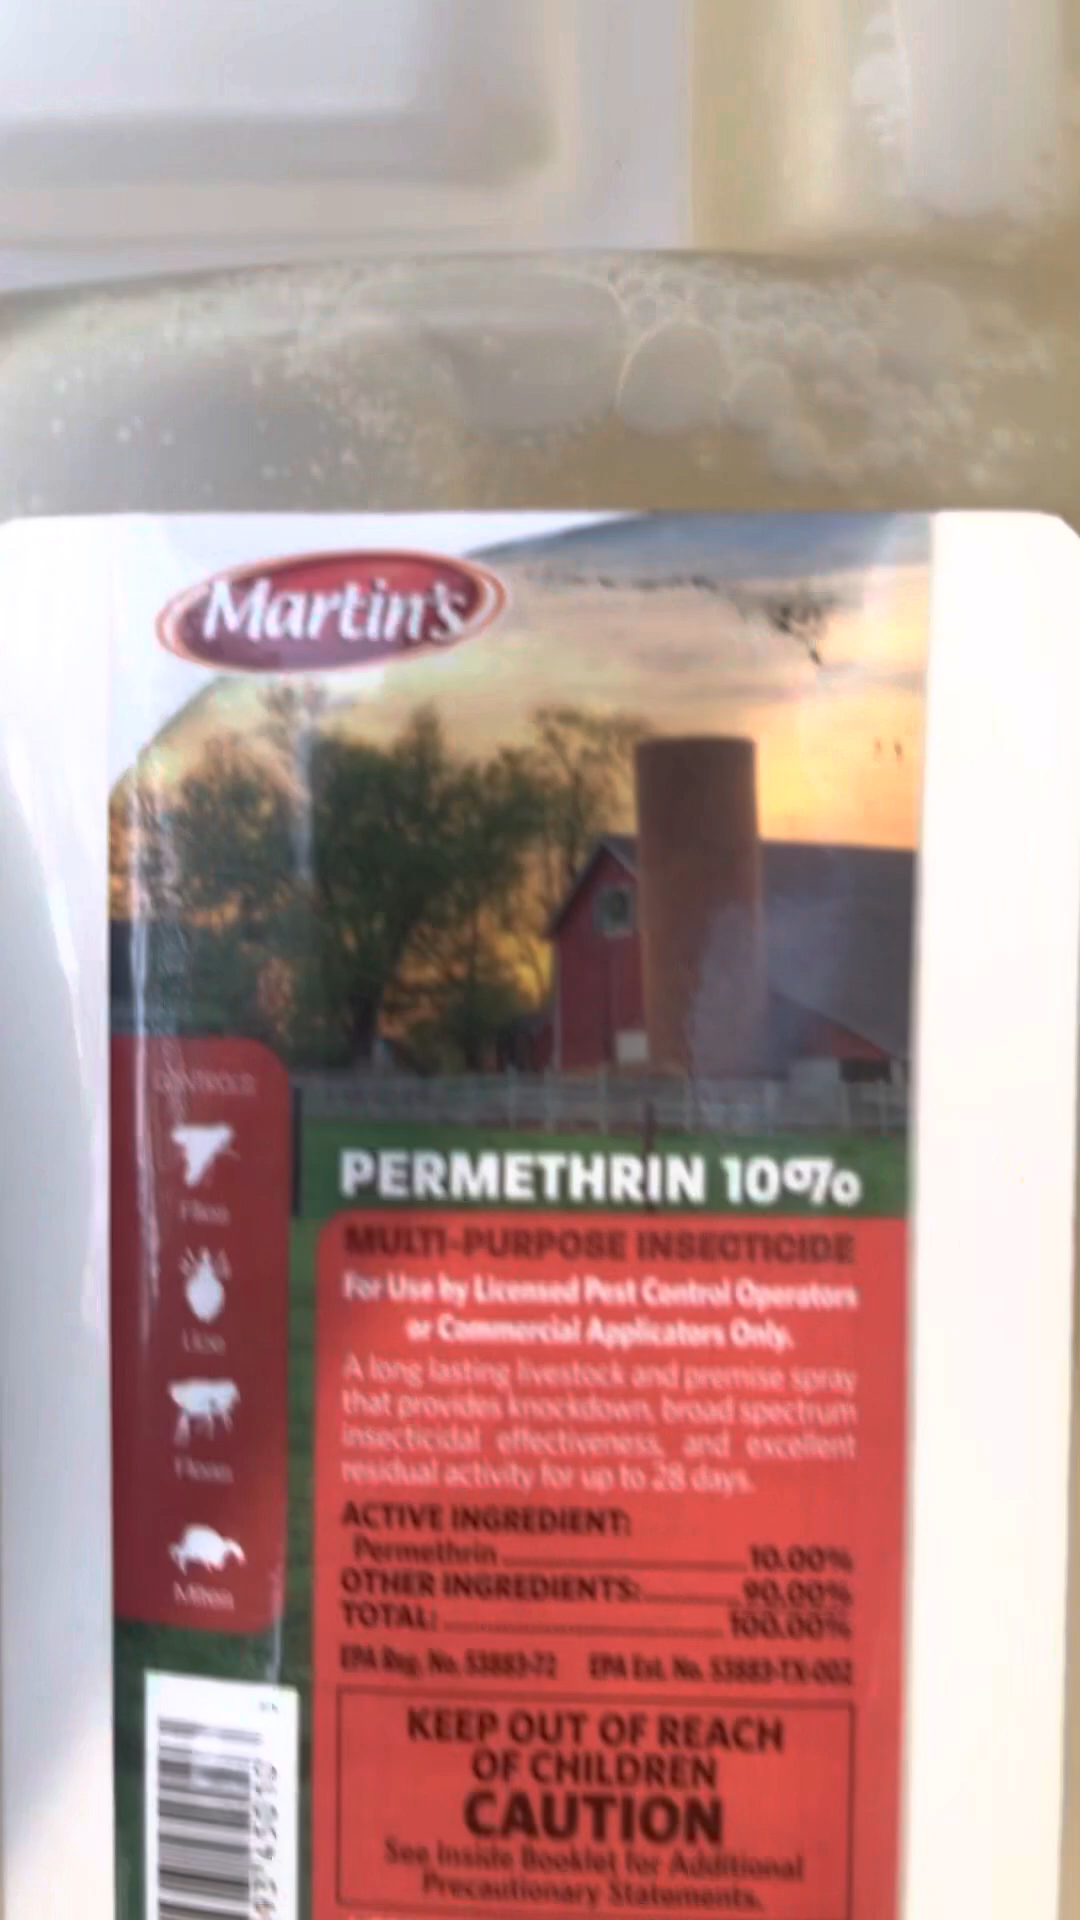 Martin's
CONTROLS:
Flies
Lice
Fleas
Mites
PERMETHRIN 10%
MULTI-PURPOSE INSECTICIDE
For Use by Licensed Pest Control Operators
or Commercial Applicators Only.
A long lasting livestock and premise spray
that provides knockdown, broad spectrum
insecticidal effectiveness, and excellent
residual activity for up to 28 days.
ACTIVE INGREDIENT:
Permethrin 10.00%
OTHER INGREDIENTS: 90.00%
TOTAL: 100.00%
EPA Reg. No. 53883-72 EPA Est. No. 53883-TX-002
KEEP OUT OF REACH
OF CHILDREN
CAUTION
See Inside Booklet for Additional
Precautionary Statements.